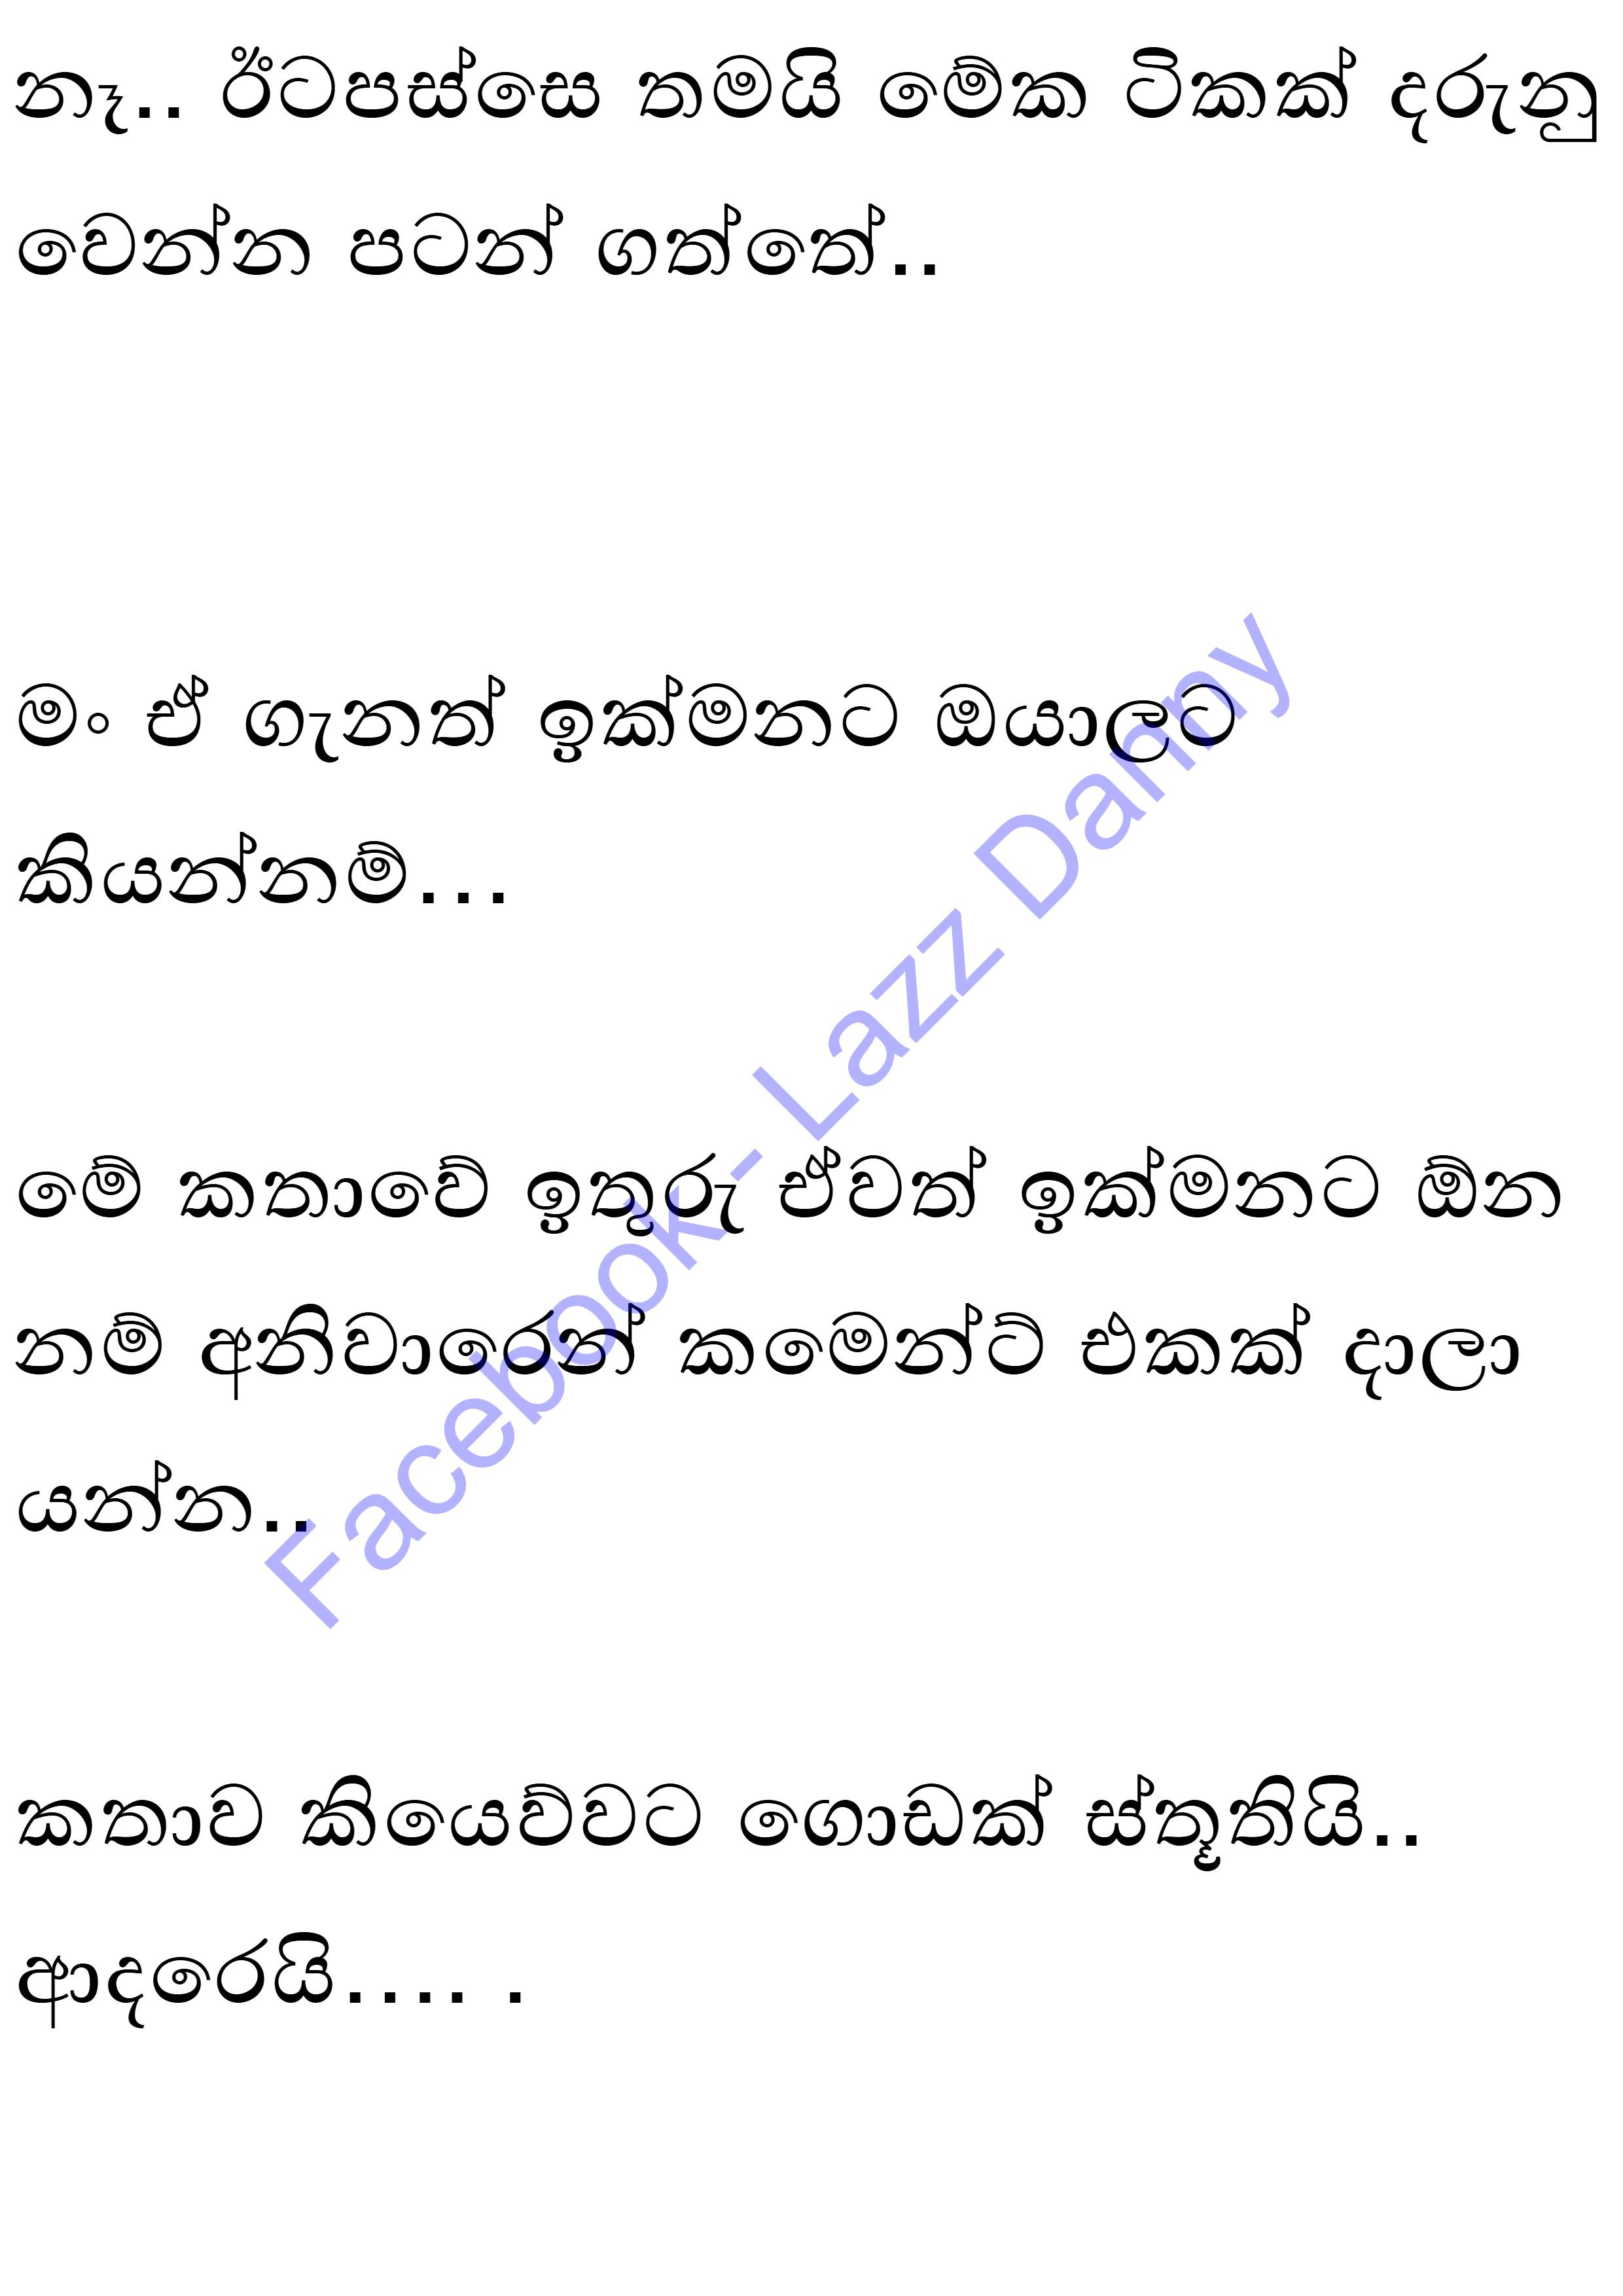 නෑ.. ඊටපස්සෙ තමයි මේක ටිකක් දරුනු
වෙන්න පටන් ගත්තේ..
මං ඒ ගැනත් ඉක්මනට ඔයාලට
කියන්නම්...
මේ කතාවේ ඉතුරු ඒවත් ඉක්මනට ඕන
නම් අනිවාරෙන් කමෙන්ට් එකක් දාලා
යන්න..
කතාව කියෙව්වට ගොඩක් ස්තූතියි..
ආදරෙයි.... .
Facebook- Lazz Danny